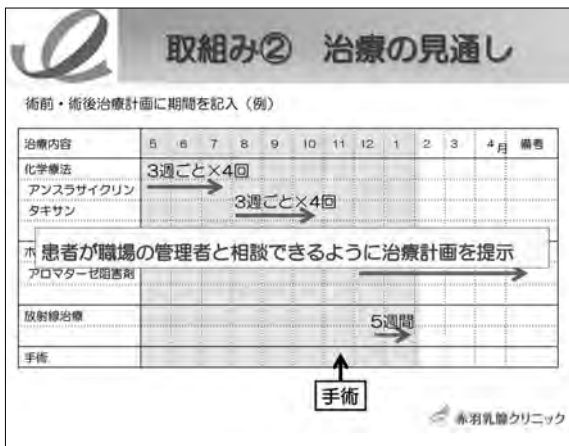 取組み② 治療の見通し
術前・術後治療計画に期間を記入（例）
治療内容 5 6 7 8 9 10 11 12 1 2 3 4月 備考
化学療法 3週ごと×4回
アンスラサイクリン
タキサン 3週ごと×4回
ホ
患者が職場の管理者と相談できるように治療計画を提示
アロマターゼ阻害剤
放射線治療 5週間
手術
手術
赤羽乳腺クリニック